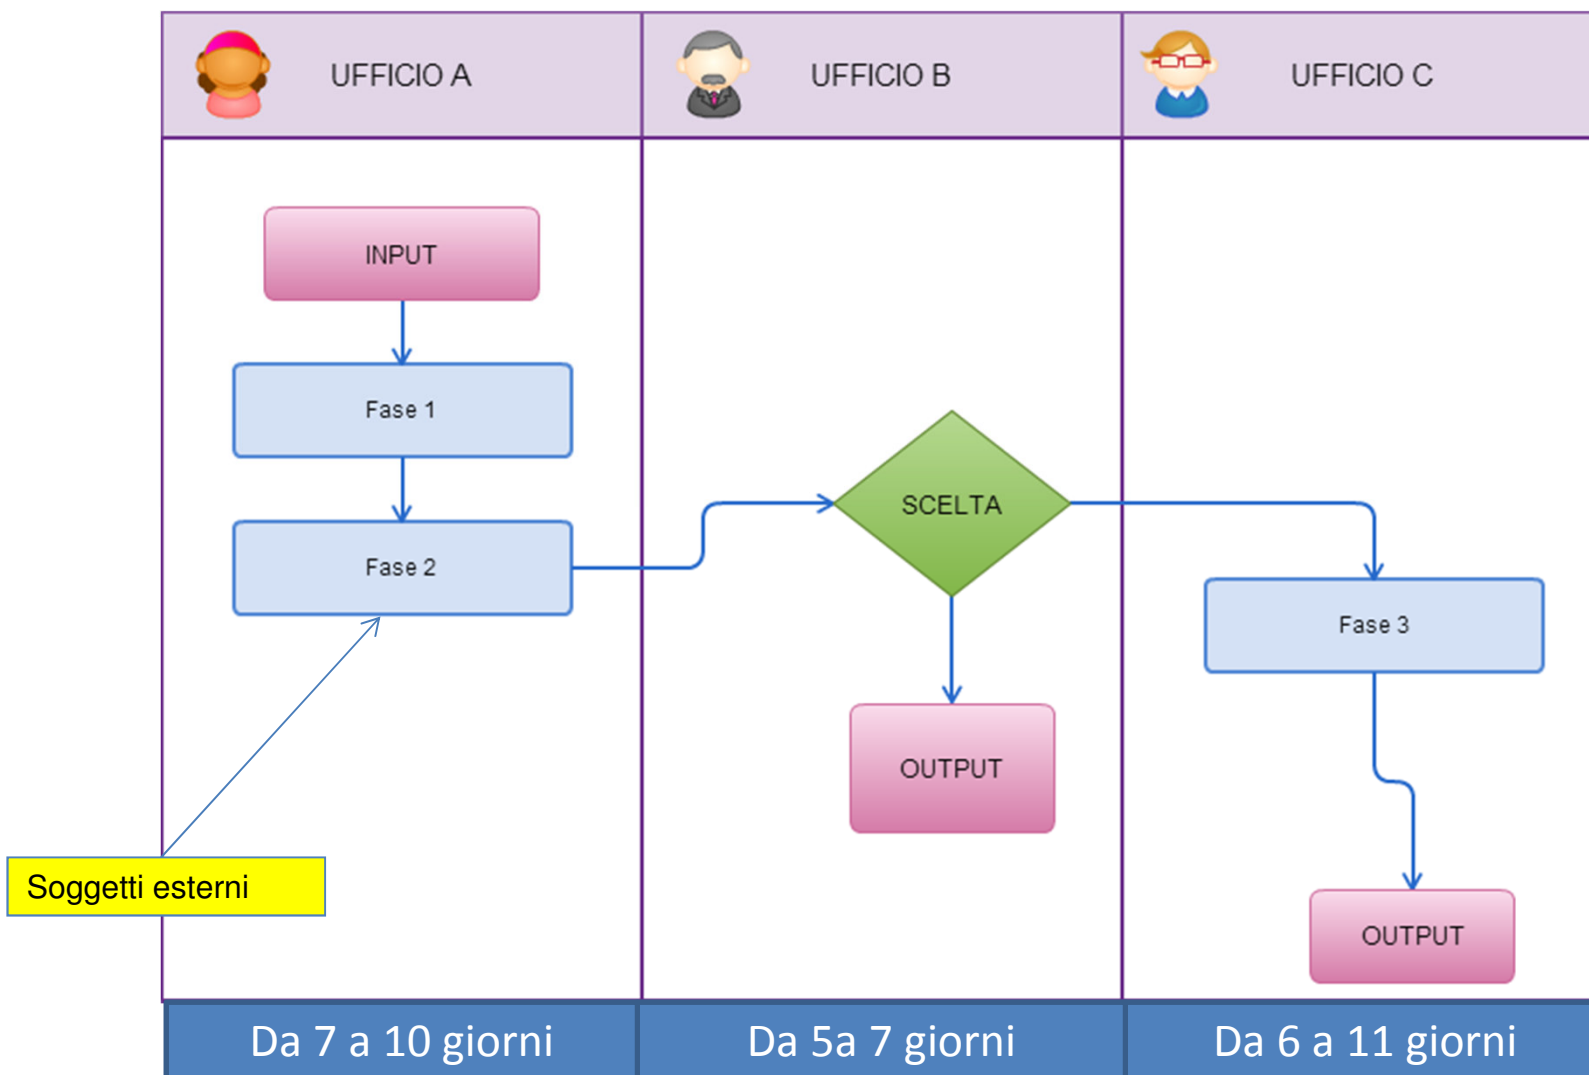 UFFICIO A
UFFICIO B
UFFICIO C
INPUT
Fase 1
SCELTA
Fase 2
Fase 3
OUTPUT
Soggetti esterni
OUTPUT
Da 7 a 10 giorni
Da 5a 7 giorni
Da 6 a 11 giorni